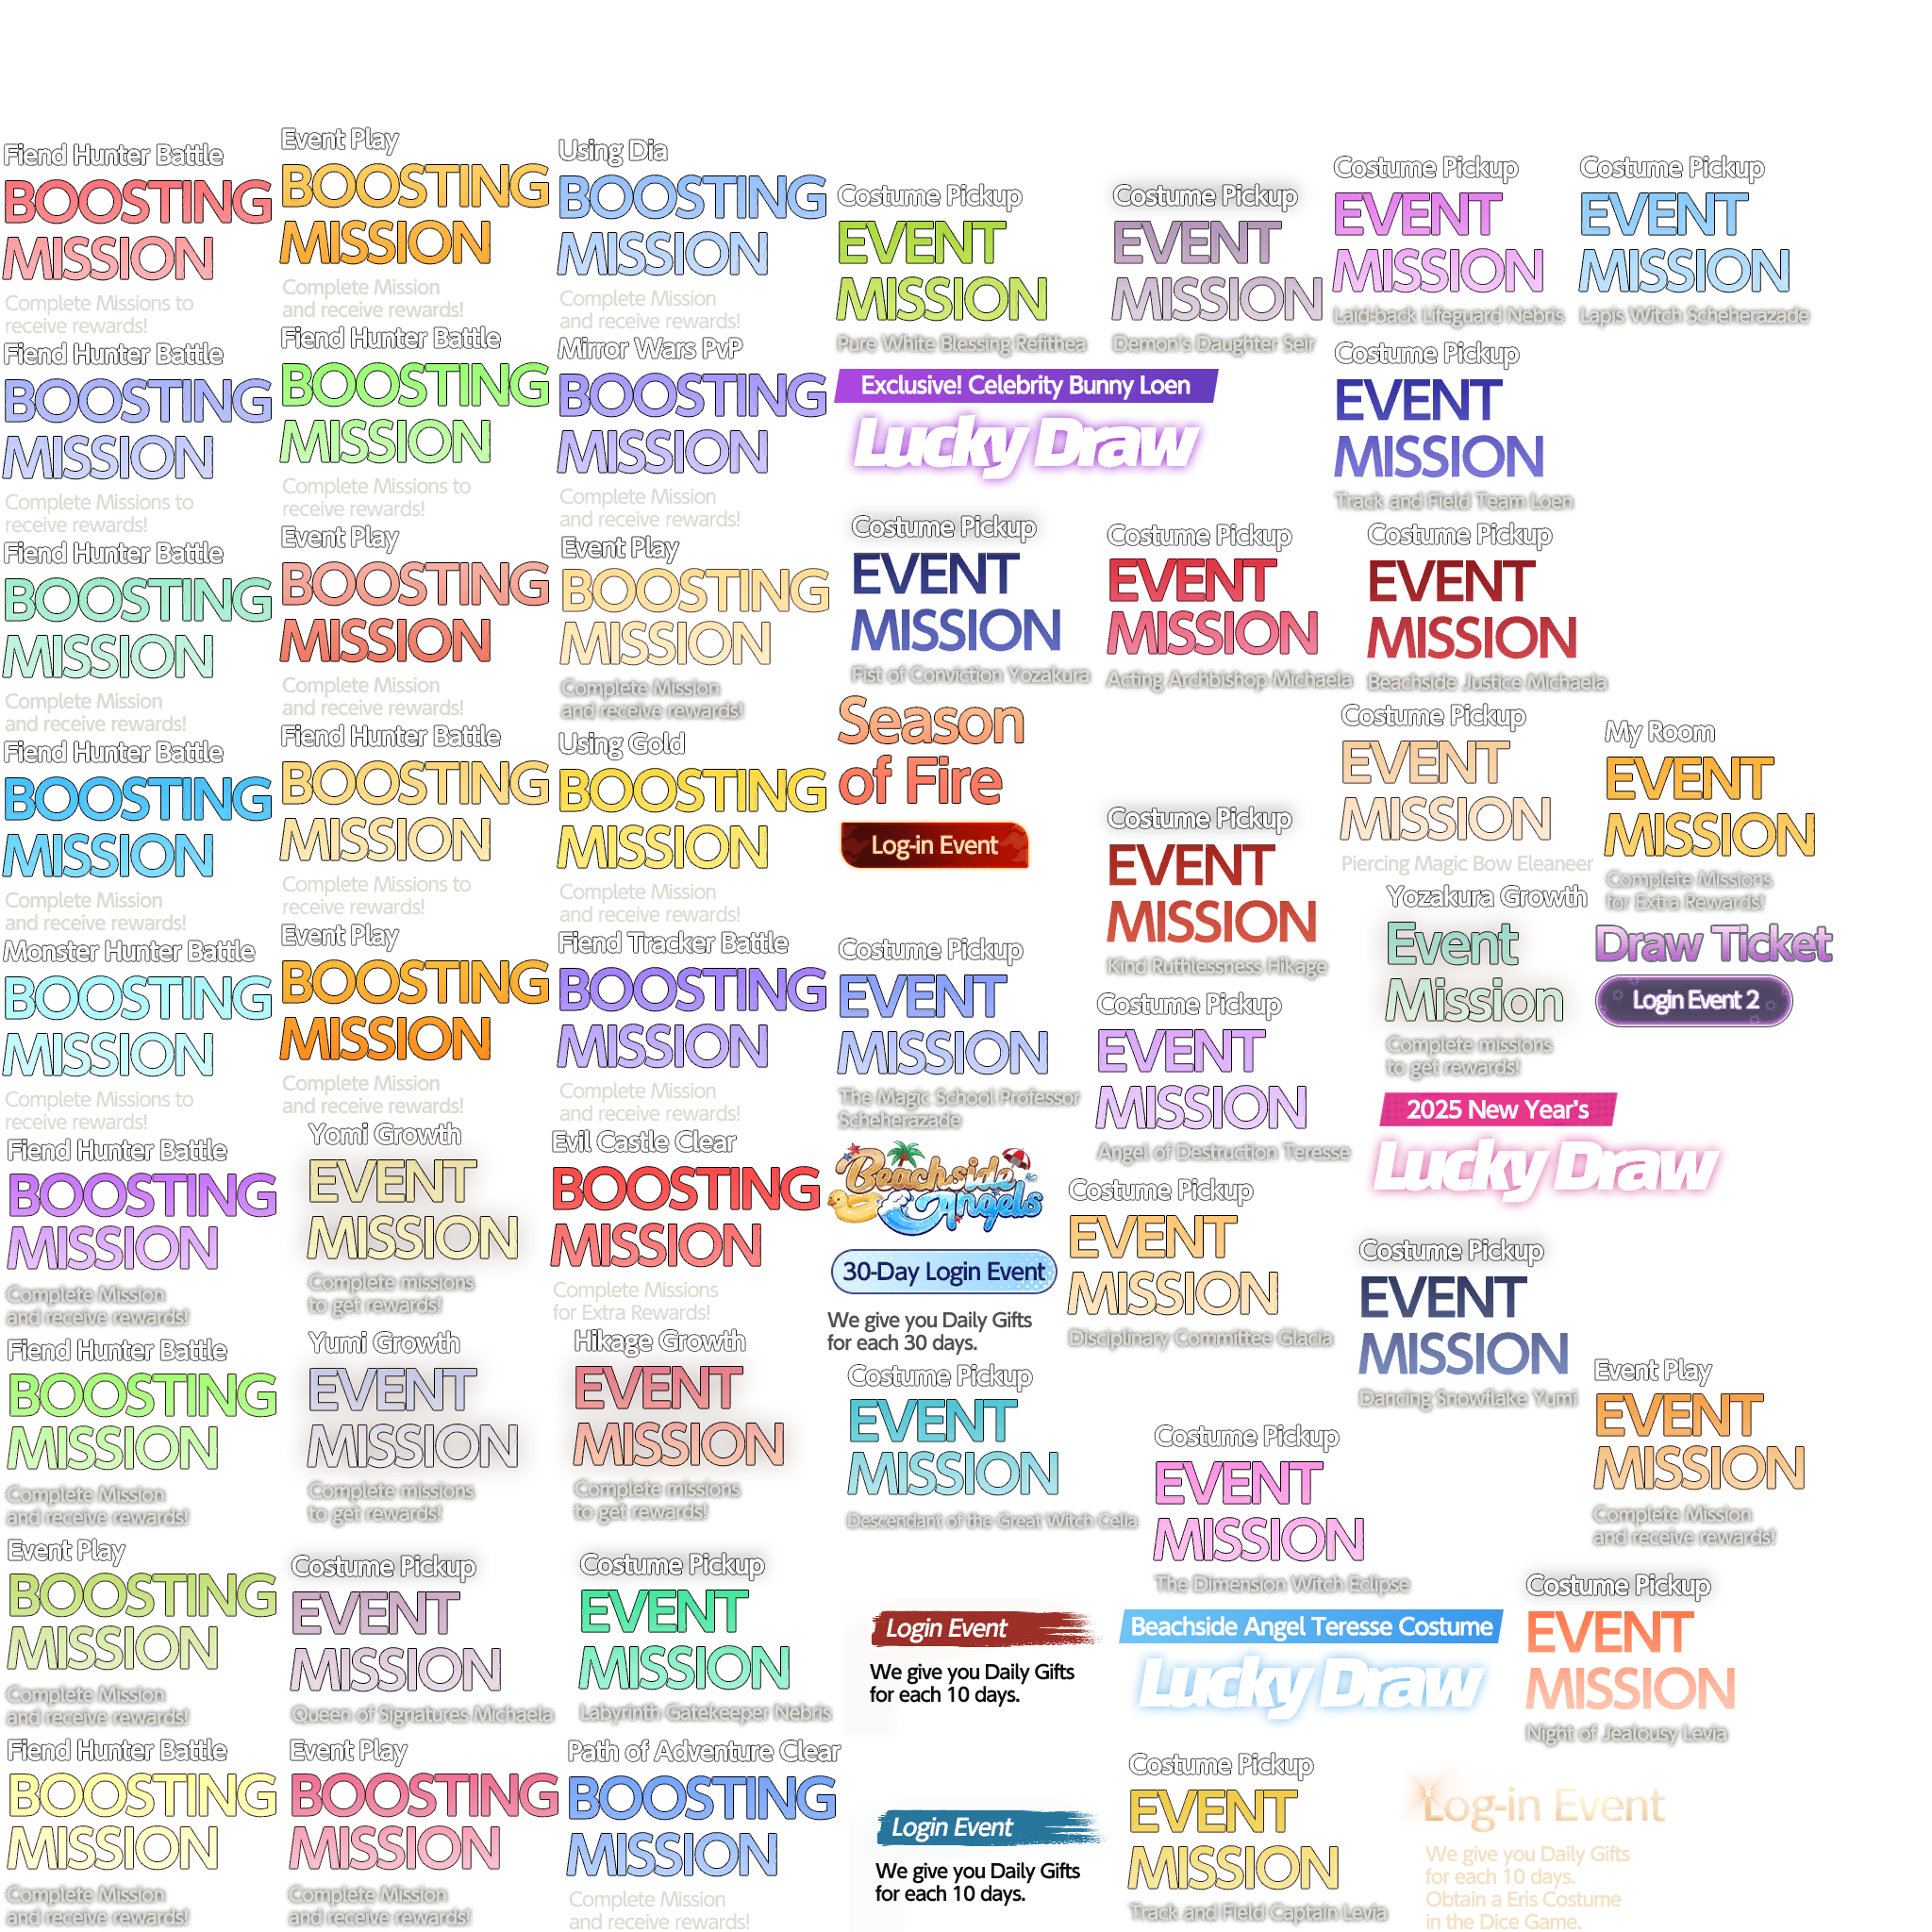 Fiend Hunter Battle
BOOSTING
MISSION
Complete Missions to
receive rewards!
Fiend Hunter Battle
BOOSTING
MISSION
Complete Missions to
receive rewards!
Fiend Hunter Battle
BOOSTING
MISSION
Complete Mission
and receive rewards!
Fiend Hunter Battle
BOOSTING
MISSION
Complete Mission
and receive rewards!
Monster Hunter Battle
BOOSTING
MISSION
Complete Missions to
receive rewards!
Fiend Hunter Battle
BOOSTING
MISSION
Complete Mission
and receive rewards!
Fiend Hunter Battle
BOOSTING
MISSION
Complete Mission
and receive rewards!
Event Play
BOOSTING
MISSION
Complete Mission
and receive rewards!
Fiend Hunter Battle
BOOSTING
MISSION
Complete Mission
and receive rewards!
Event Play
BOOSTING
MISSION
Complete Mission
and receive rewards!
Fiend Hunter Battle
BOOSTING
MISSION
Complete Missions to
receive rewards!
Event Play
BOOSTING
MISSION
Complete Mission
and receive rewards!
Fiend Hunter Battle
BOOSTING
MISSION
Complete Missions to
receive rewards!
Event Play
BOOSTING
MISSION
Complete Mission
and receive rewards!
Yomi Growth
EVENT
MISSION
Complete missions
to get rewards!
Yumi Growth
EVENT
MISSION
Complete missions
to get rewards!
Costume Pickup
EVENT
MISSION
Queen of Signatures Michaela
Event Play
BOOSTING
MISSION
Complete Mission
and receive rewards!
Using Dia
BOOSTING
MISSION
Complete Mission
and receive rewards!
Mirror Wars PvP
BOOSTING
MISSION
Complete Mission
and receive rewards!
Event Play
BOOSTING
MISSION
Complete Mission
and receive rewards!
Using Gold
BOOSTING
MISSION
Complete Mission
and receive rewards!
Fiend Tracker Battle
BOOSTING
MISSION
Complete Mission
and receive rewards!
Evil Castle Clear
BOOSTING
MISSION
Complete Missions
for Extra Rewards!
Hikage Growth
EVENT
MISSION
Complete missions
to get rewards!
Costume Pickup
EVENT
MISSION
Labyrinth Gatekeeper Nebris
Path of Adventure Clear
BOOSTING
MISSION
Complete Mission
and receive rewards!
Costume Pickup
EVENT
MISSION
Pure White Blessing Refithea
Costume Pickup
EVENT
MISSION
Demon's Daughter Seir
Costume Pickup
EVENT
MISSION
Laid-back Lifeguard Nebris
Costume Pickup
EVENT
MISSION
Lapis Witch Scheherazade
Exclusive! Celebrity Bunny Loen
Lucky Draw
Costume Pickup
EVENT
MISSION
Track and Field Team Loen
Costume Pickup
EVENT
MISSION
Fist of Conviction Yozakura
Costume Pickup
EVENT
MISSION
Acting Archbishop Michaela
Costume Pickup
EVENT
MISSION
Beachside Justice Michaela
Season
of Fire
Log-in Event
Costume Pickup
EVENT
MISSION
Kind Ruthlessness Hikage
Costume Pickup
EVENT
MISSION
Piercing Magic Bow Eleaneer
My Room
EVENT
MISSION
Complete Missions
for Extra Rewards!
Yozakura Growth
Event
Mission
Complete missions
to get rewards!
Draw Ticket
Login Event 2
Costume Pickup
EVENT
MISSION
The Magic School Professor
Scheherazade
Costume Pickup
EVENT
MISSION
Angel of Destruction Teresse
2025 New Year's
Lucky Draw
Beachside
Angels
30-Day Login Event
We give you Daily Gifts
for each 30 days.
Costume Pickup
EVENT
MISSION
Disciplinary Committee Glacia
Costume Pickup
EVENT
MISSION
Dancing Snowflake Yumi
Costume Pickup
EVENT
MISSION
Descendant of the Great Witch Celia
Costume Pickup
EVENT
MISSION
The Dimension Witch Eclipse
Event Play
EVENT
MISSION
Complete Mission
and receive rewards!
Login Event
We give you Daily Gifts
for each 10 days.
Beachside Angel Teresse Costume
Lucky Draw
Costume Pickup
EVENT
MISSION
Night of Jealousy Levia
Login Event
We give you Daily Gifts
for each 10 days.
Costume Pickup
EVENT
MISSION
Track and Field Captain Levia
Log-in Event
We give you Daily Gifts
for each 10 days.
Obtain a Eris Costume
in the Dice Game.